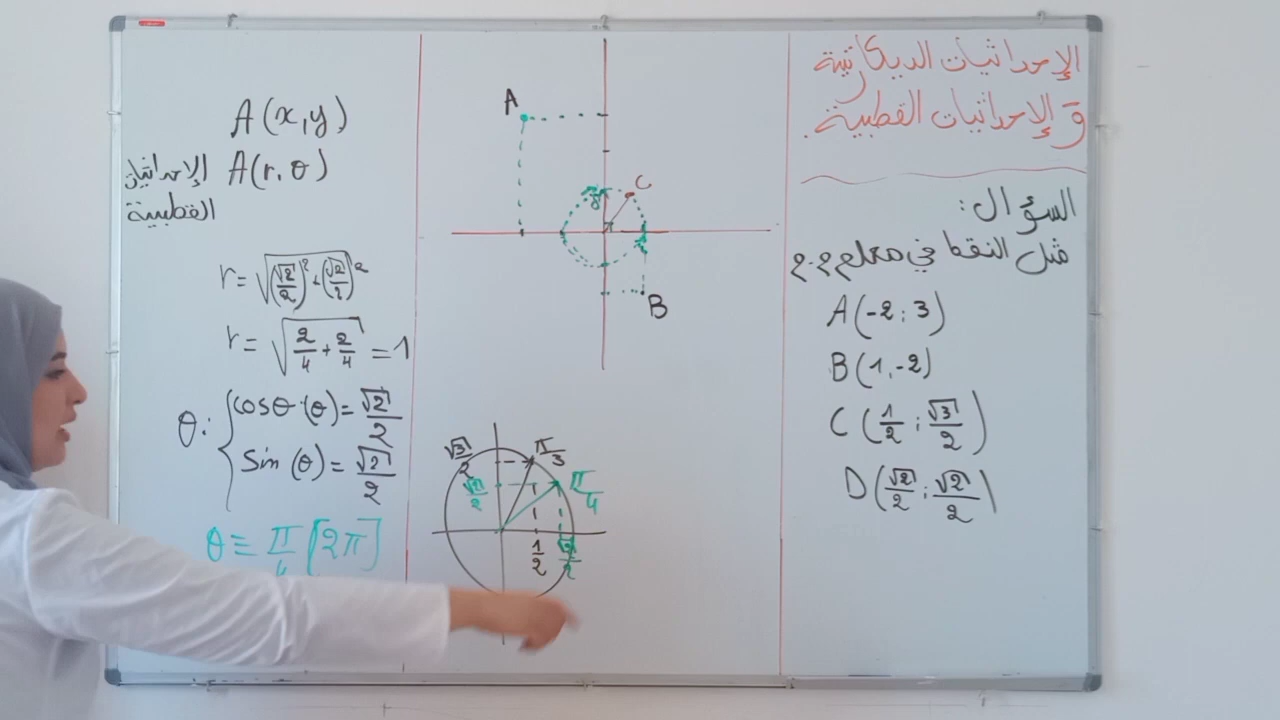 الإحداثيات الديكارتية
و الإحداثيات القطبية.
السؤال:
مثل النقط في معلم م.م
A(-2 ; 3)
B(1, -2)
C(1/2 ; √3/2)
D(√2/2 ; √2/2)
A
C
B
√3/2
π/3
√2/2
π/4
1/2
√2/2
A(x,y)
A(r,θ) الإحداثيات
القطبية
r = √((√2/2)² + (√2/2)²
r = √(2/4 + 2/4) = 1
θ: { cosθ (θ) = √2/2
sin (θ) = √2/2
θ ≡ π/4 [2π]